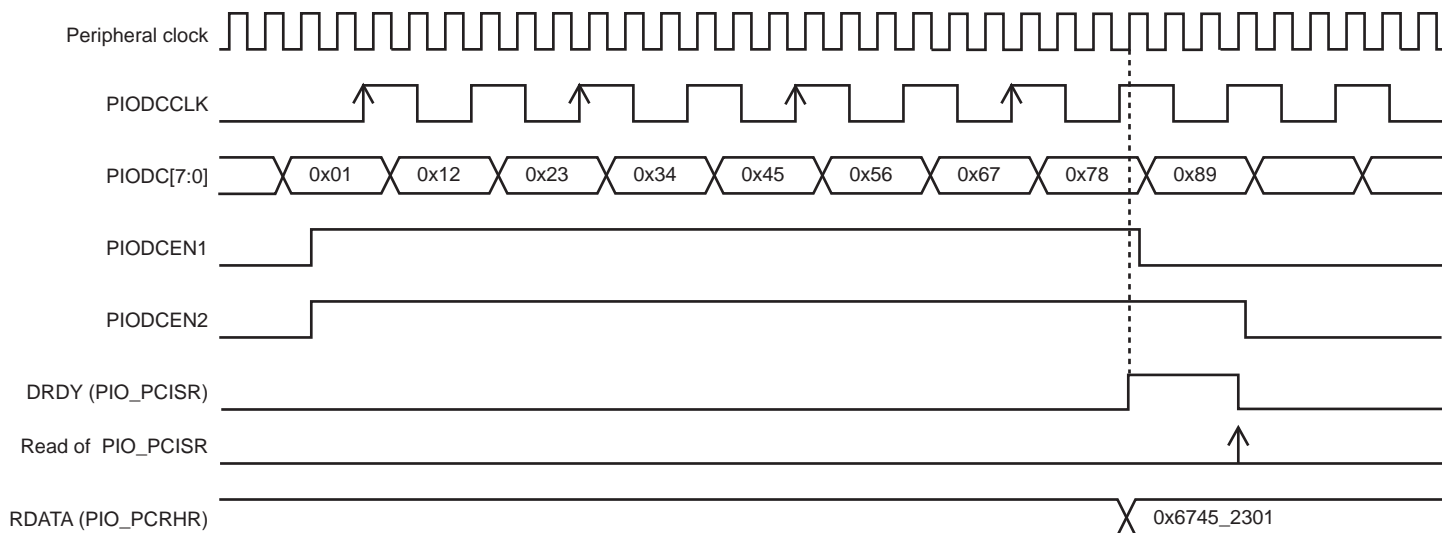 Peripheral clock
PIODCCLK
PIODC[7:0] 0x01 0x12 0x23 0x34 0x45 0x56 0x67 0x78 0x89
PIODCEN1
PIODCEN2
DRDY (PIO_PCISR)
Read of PIO_PCISR
RDATA (PIO_PCRHR) 0x6745_2301